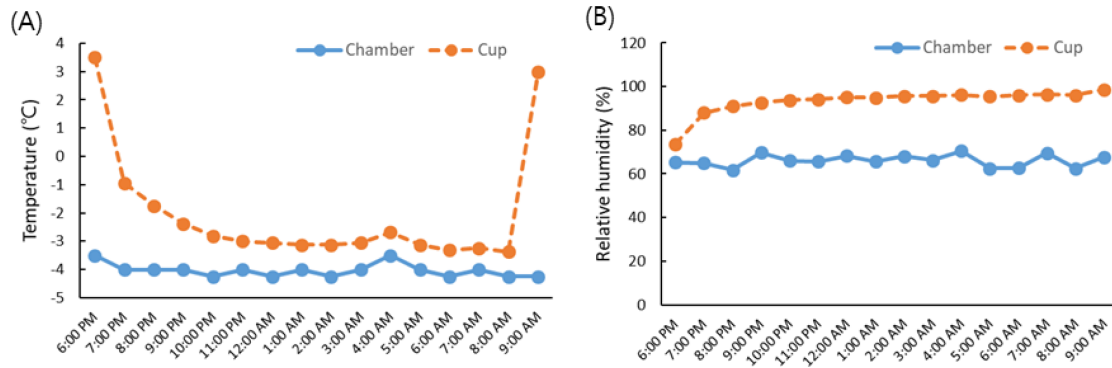 (A)
Chamber
Cup
Temperature (℃)
4
3
2
1
0
-1
-2
-3
-4
-5
6:00 PM
7:00 PM
8:00 PM
9:00 PM
10:00 PM
11:00 PM
12:00 AM
1:00 AM
2:00 AM
3:00 AM
4:00 AM
5:00 AM
6:00 AM
7:00 AM
8:00 AM
9:00 AM
(B)
Chamber
Cup
Relative humidity (%)
120
100
80
60
40
20
0
6:00 PM
7:00 PM
8:00 PM
9:00 PM
10:00 PM
11:00 PM
12:00 AM
1:00 AM
2:00 AM
3:00 AM
4:00 AM
5:00 AM
6:00 AM
7:00 AM
8:00 AM
9:00 AM